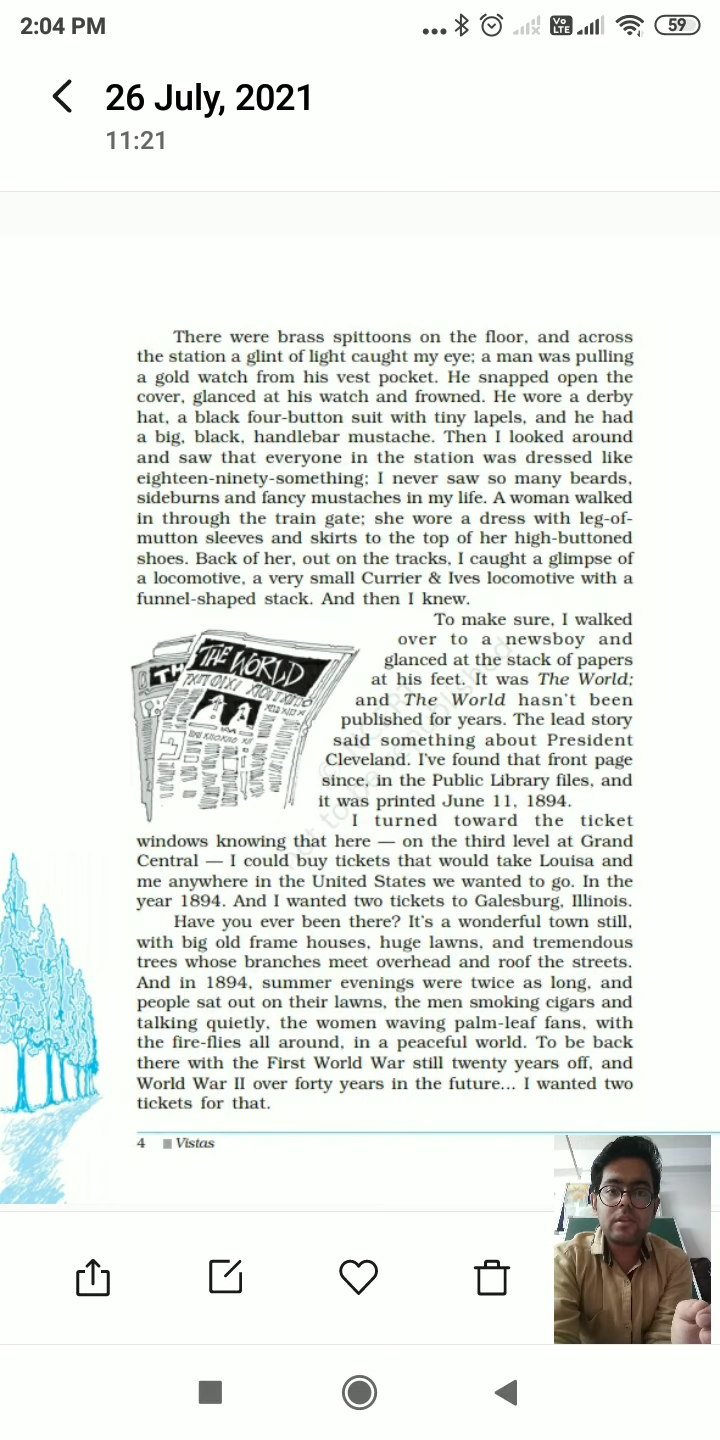 2:04 PM
Vo LTE
59
26 July, 2021
11:21
There were brass spittoons on the floor, and across
the station a glint of light caught my eye; a man was pulling
a gold watch from his vest pocket. He snapped open the
cover, glanced at his watch and frowned. He wore a derby
hat, a black four-button suit with tiny lapels, and he had
a big, black, handlebar mustache. Then I looked around
and saw that everyone in the station was dressed like
eighteen-ninety-something; I never saw so many beards,
sideburns and fancy mustaches in my life. A woman walked
in through the train gate; she wore a dress with leg-of-
mutton sleeves and skirts to the top of her high-buttoned
shoes. Back of her, out on the tracks, I caught a glimpse of
a locomotive, a very small Currier & Ives locomotive with a
funnel-shaped stack. And then I knew.
To make sure, I walked
over to a newsboy and
glanced at the stack of papers
at his feet. It was The World;
and The World hasn't been
published for years. The lead story
said something about President
Cleveland. I've found that front page
since, in the Public Library files, and
it was printed June 11, 1894.
TH
THE WORLD
I turned toward the ticket
windows knowing that here — on the third level at Grand
Central — I could buy tickets that would take Louisa and
me anywhere in the United States we wanted to go. In the
year 1894. And I wanted two tickets to Galesburg, Illinois.
Have you ever been there? It's a wonderful town still,
with big old frame houses, huge lawns, and tremendous
trees whose branches meet overhead and roof the streets.
And in 1894, summer evenings were twice as long, and
people sat out on their lawns, the men smoking cigars and
talking quietly, the women waving palm-leaf fans, with
the fire-flies all around, in a peaceful world. To be back
there with the First World War still twenty years off, and
World War II over forty years in the future... I wanted two
tickets for that.
4 Vistas